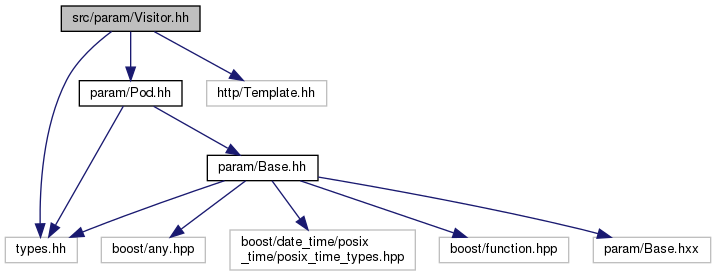 src/param/Visitor.hh
param/Pod.hh
http/Template.hh
param/Base.hh
types.hh
boost/any.hpp
boost/date_time/posix
_time/posix_time_types.hpp
boost/function.hpp
param/Base.hxx